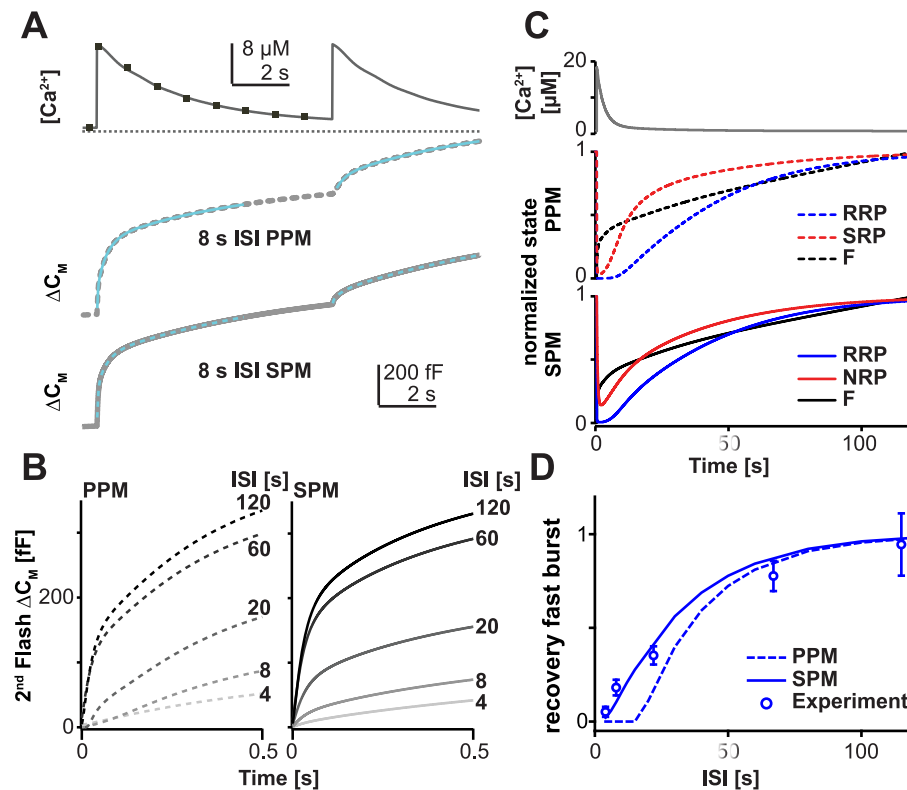 A
8 µM
2 s
[Ca²⁺]
8 s ISI PPM
ΔC_M
8 s ISI SPM
ΔC_M
200 fF
2 s
B
PPM
ISI [s]
120
60
20
8
4
SPM
ISI [s]
120
60
20
8
4
2nd Flash ΔC_M [fF]
200
0
0
0.5
0
0.5
Time [s]
C
[Ca²⁺]
[µM]
20
0
normalized state
PPM
1
0
RRP
SRP
F
SPM
1
0
RRP
NRP
F
0
50
100
Time [s]
D
recovery fast burst
1
0
PPM
SPM
Experiment
0
50
100
ISI [s]